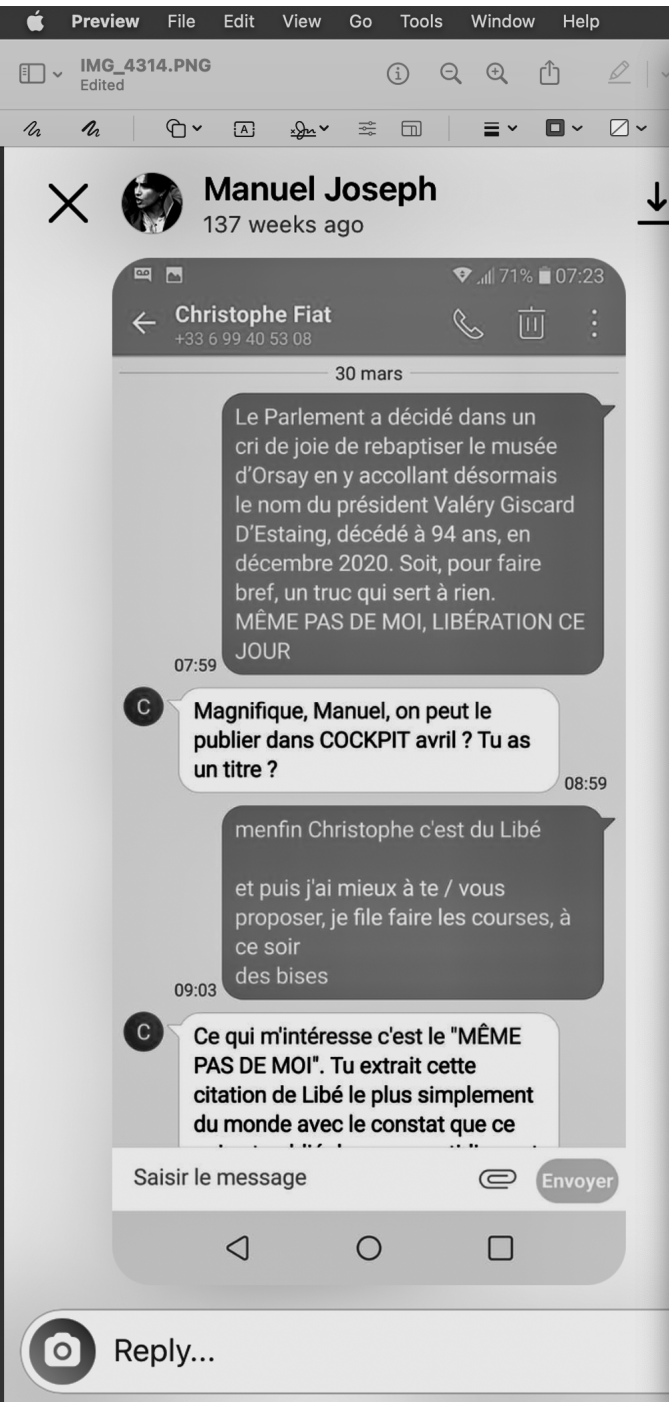 Preview File Edit View Go Tools Window Help
IMG_4314.PNG
Edited
A
Manuel Joseph
137 weeks ago
71% 07:23
Christophe Fiat
+33 6 99 40 53 08
30 mars
Le Parlement a décidé dans un
cri de joie de rebaptiser le musée
d'Orsay en y accollant désormais
le nom du président Valéry Giscard
D'Estaing, décédé à 94 ans, en
décembre 2020. Soit, pour faire
bref, un truc qui sert à rien.
MÊME PAS DE MOI, LIBÉRATION CE
JOUR
07:59
C
Magnifique, Manuel, on peut le
publier dans COCKPIT avril ? Tu as
un titre ?
08:59
menfin Christophe c'est du Libé
et puis j'ai mieux à te / vous
proposer, je file faire les courses, à
ce soir
des bises
09:03
C
Ce qui m'intéresse c'est le "MÊME
PAS DE MOI". Tu extrait cette
citation de Libé le plus simplement
du monde avec le constat que ce
Saisir le message
Envoyer
Reply...